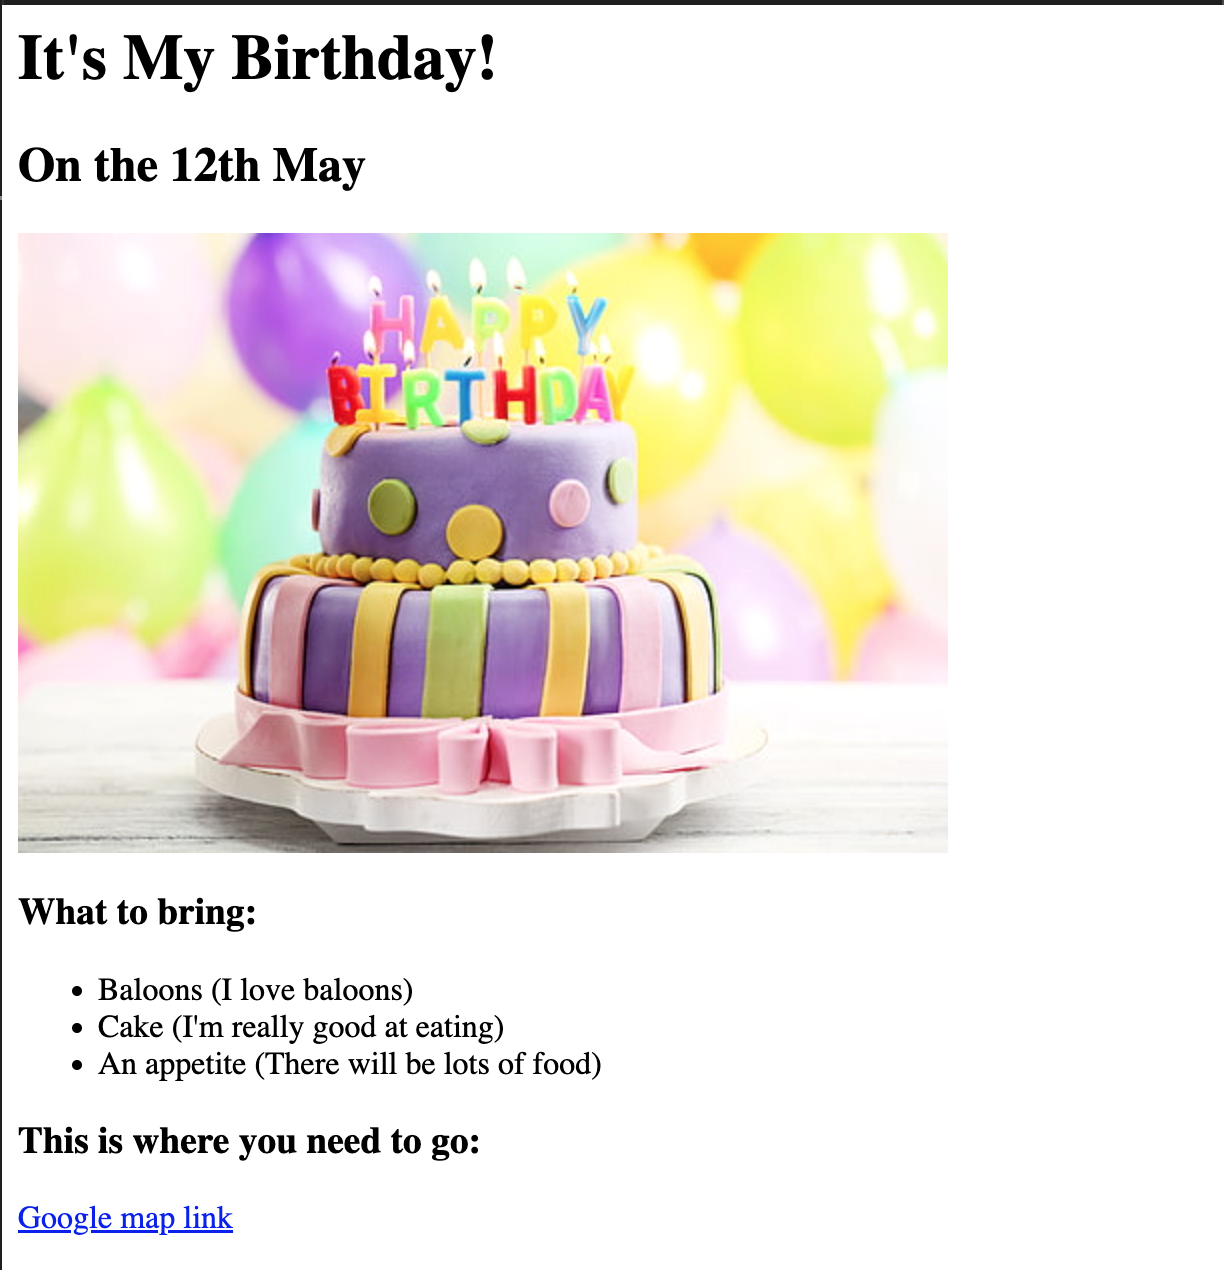 It's My Birthday!
On the 12th May
HAPPY
BIRTHDAY
What to bring:
Baloons (I love baloons)
Cake (I'm really good at eating)
An appetite (There will be lots of food)
This is where you need to go:
Google map link